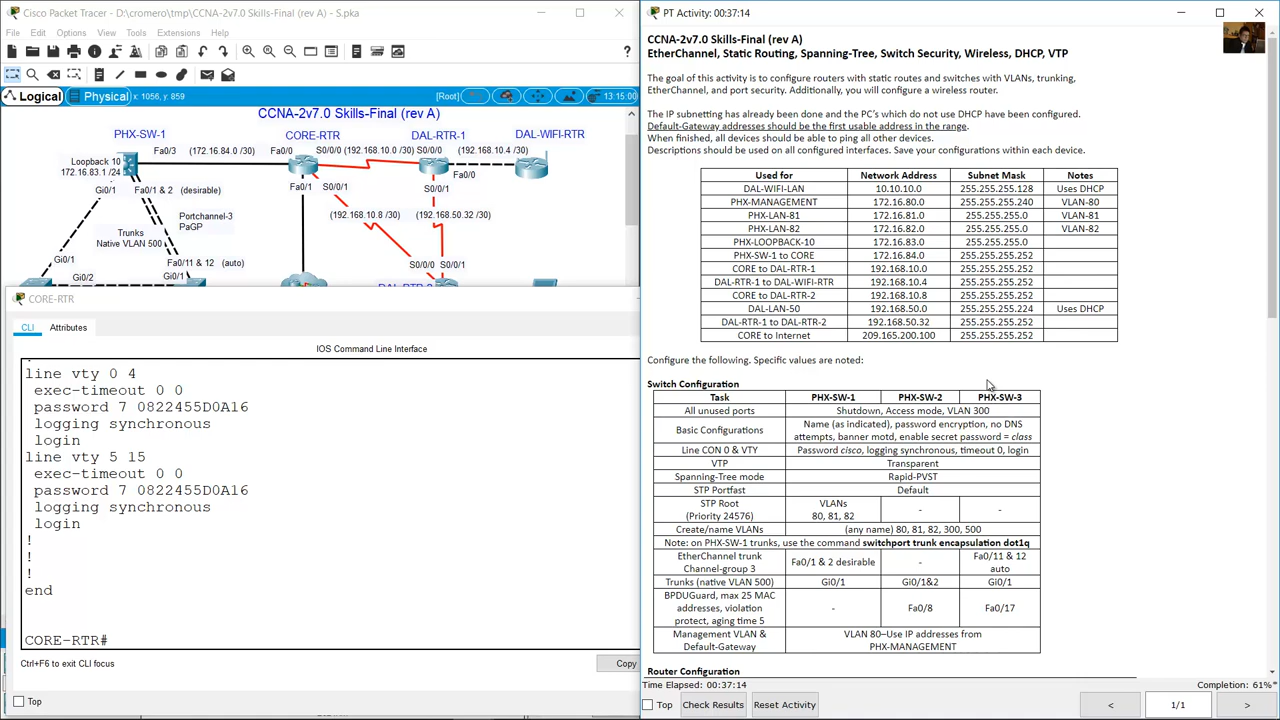 Cisco Packet Tracer - D:\cromero\tmp\CCNA-2v7.0 Skills-Final (rev A) - S.pka
File Edit Options View Tools Extensions Help
Logical Physical x: 1056, y: 859 [Root] 13:15:00
CCNA-2v7.0 Skills-Final (rev A)
PHX-SW-1 CORE-RTR DAL-RTR-1 DAL-WIFI-RTR
Fa0/3 (172.16.84.0 /30) Fa0/0 S0/0/0 (192.168.10.0 /30) S0/0/0 (192.168.10.4 /30)
Loopback 10
172.16.83.1 /24
Fa0/0
Gi0/1 Fa0/1 & 2 (desirable) Fa0/1 S0/0/1 S0/0/1
Portchannel-3
PaGP
(192.168.10.8 /30) (192.168.50.32 /30)
Trunks
Native VLAN 500
Gi0/1 Fa0/11 & 12 (auto) S0/0/0 S0/0/1
Gi0/2 Gi0/1
DAL-RTR-2
CORE-RTR
CLI Attributes
IOS Command Line Interface
!
line vty 0 4
exec-timeout 0 0
password 7 0822455D0A16
logging synchronous
login
line vty 5 15
exec-timeout 0 0
password 7 0822455D0A16
logging synchronous
login
!
!
!
end
CORE-RTR#
Ctrl+F6 to exit CLI focus Copy
Top
PT Activity: 00:37:14
CCNA-2v7.0 Skills-Final (rev A)
EtherChannel, Static Routing, Spanning-Tree, Switch Security, Wireless, DHCP, VTP
The goal of this activity is to configure routers with static routes and switches with VLANs, trunking,
EtherChannel, and port security. Additionally, you will configure a wireless router.
The IP subnetting has already been done and the PC's which do not use DHCP have been configured.
Default-Gateway addresses should be the first usable address in the range.
When finished, all devices should be able to ping all other devices.
Descriptions should be used on all configured interfaces. Save your configurations within each device.
Used for Network Address Subnet Mask Notes
DAL-WIFI-LAN 10.10.10.0 255.255.255.128 Uses DHCP
PHX-MANAGEMENT 172.16.80.0 255.255.255.240 VLAN-80
PHX-LAN-81 172.16.81.0 255.255.255.0 VLAN-81
PHX-LAN-82 172.16.82.0 255.255.255.0 VLAN-82
PHX-LOOPBACK-10 172.16.83.0 255.255.255.0
PHX-SW-1 to CORE 172.16.84.0 255.255.255.252
CORE to DAL-RTR-1 192.168.10.0 255.255.255.252
DAL-RTR-1 to DAL-WIFI-RTR 192.168.10.4 255.255.255.252
CORE to DAL-RTR-2 192.168.10.8 255.255.255.252
DAL-LAN-50 192.168.50.0 255.255.255.224 Uses DHCP
DAL-RTR-1 to DAL-RTR-2 192.168.50.32 255.255.255.252
CORE to Internet 209.165.200.100 255.255.255.252
Configure the following. Specific values are noted:
Switch Configuration
Task PHX-SW-1 PHX-SW-2 PHX-SW-3
All unused ports Shutdown, Access mode, VLAN 300
Basic Configurations Name (as indicated), password encryption, no DNS
attempts, banner motd, enable secret password = class
Line CON 0 & VTY Password cisco, logging synchronous, timeout 0, login
VTP Transparent
Spanning-Tree mode Rapid-PVST
STP Portfast Default
STP Root VLANs
(Priority 24576) 80, 81, 82 - -
Create/name VLANs (any name) 80, 81, 82, 300, 500
Note: on PHX-SW-1 trunks, use the command switchport trunk encapsulation dot1q
EtherChannel trunk Fa0/1 & 2 desirable - Fa0/11 & 12
Channel-group 3 auto
Trunks (native VLAN 500) Gi0/1 Gi0/1&2 Gi0/1
BPDUGuard, max 25 MAC
addresses, violation - Fa0/8 Fa0/17
protect, aging time 5
Management VLAN & VLAN 80–Use IP addresses from
Default-Gateway PHX-MANAGEMENT
Router Configuration
Time Elapsed: 00:37:14 Completion: 61%*
Top Check Results Reset Activity < 1/1 >